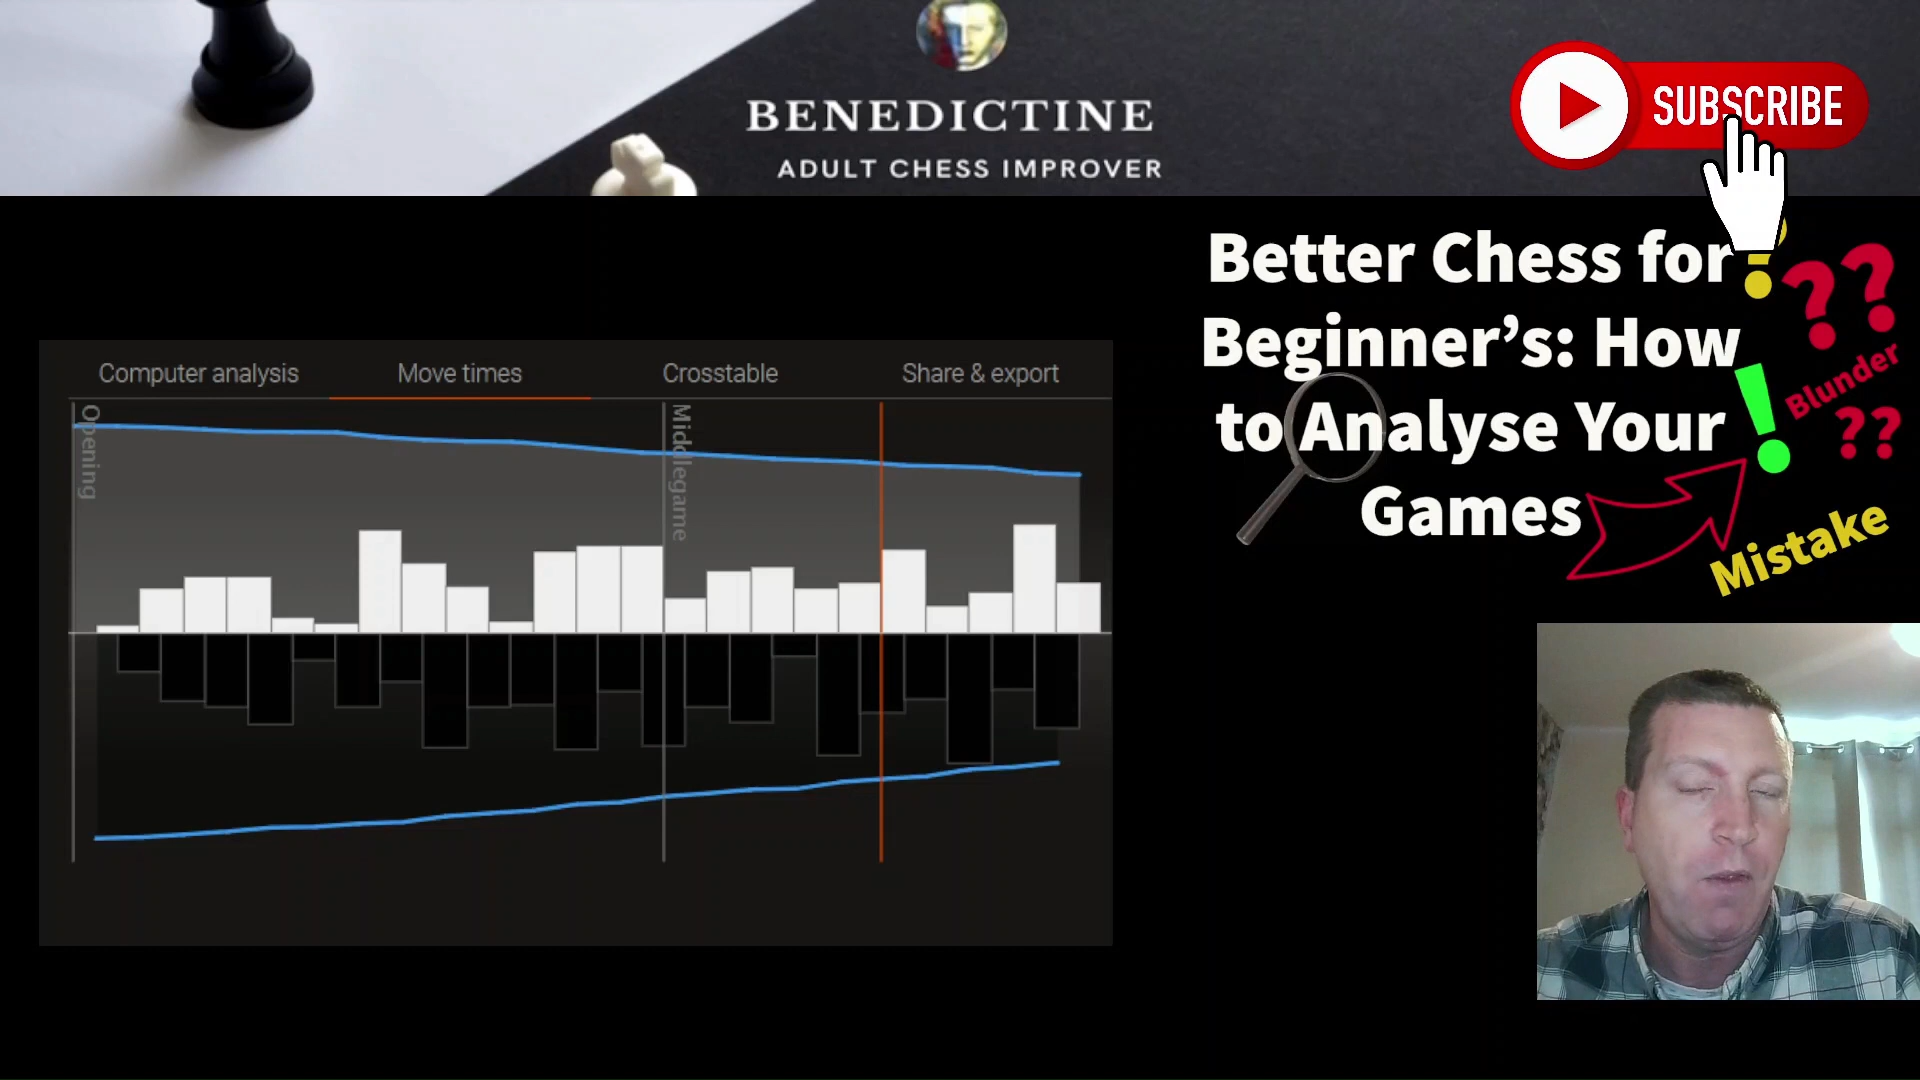 BENEDICTINE
ADULT CHESS IMPROVER
SUBSCRIBE
Better Chess for ?
Beginner’s: How
to Analyse Your
Games
!
??
Blunder
??
Mistake
Computer analysis
Move times
Crosstable
Share & export
Opening
Middlegame